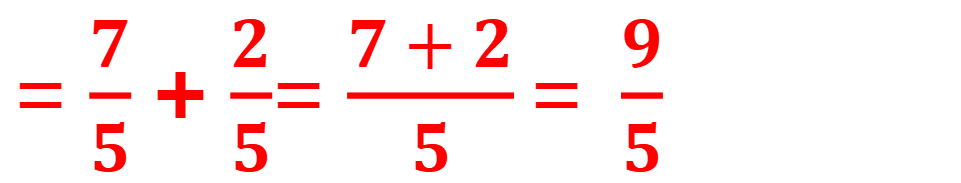 = 7/5 + 2/5 = (7 + 2)/5 = 9/5